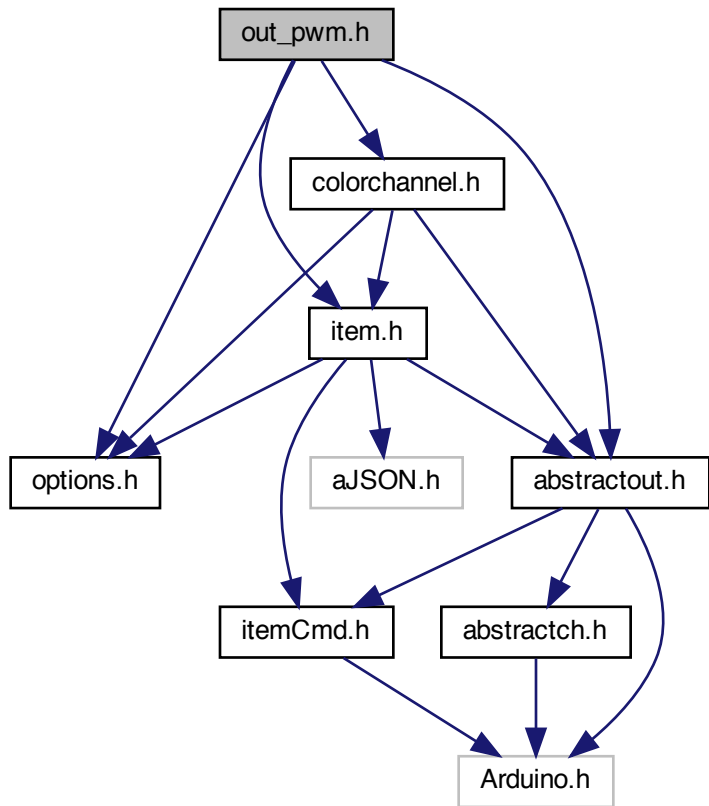 out_pwm.h
colorchannel.h
item.h
options.h
aJSON.h
abstractout.h
itemCmd.h
abstractch.h
Arduino.h